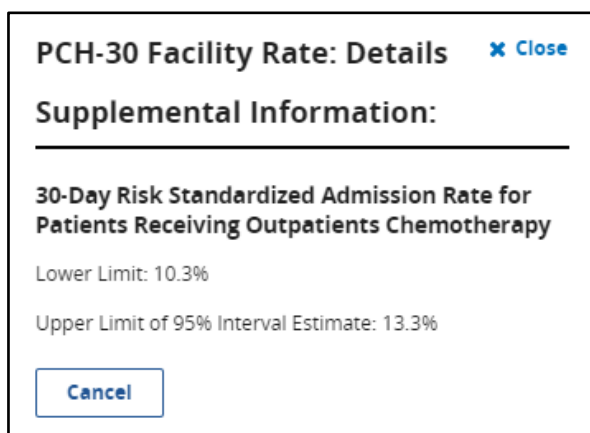 PCH-30 Facility Rate: Details
✖ Close
Supplemental Information:
30-Day Risk Standardized Admission Rate for
Patients Receiving Outpatients Chemotherapy
Lower Limit: 10.3%
Upper Limit of 95% Interval Estimate: 13.3%
Cancel